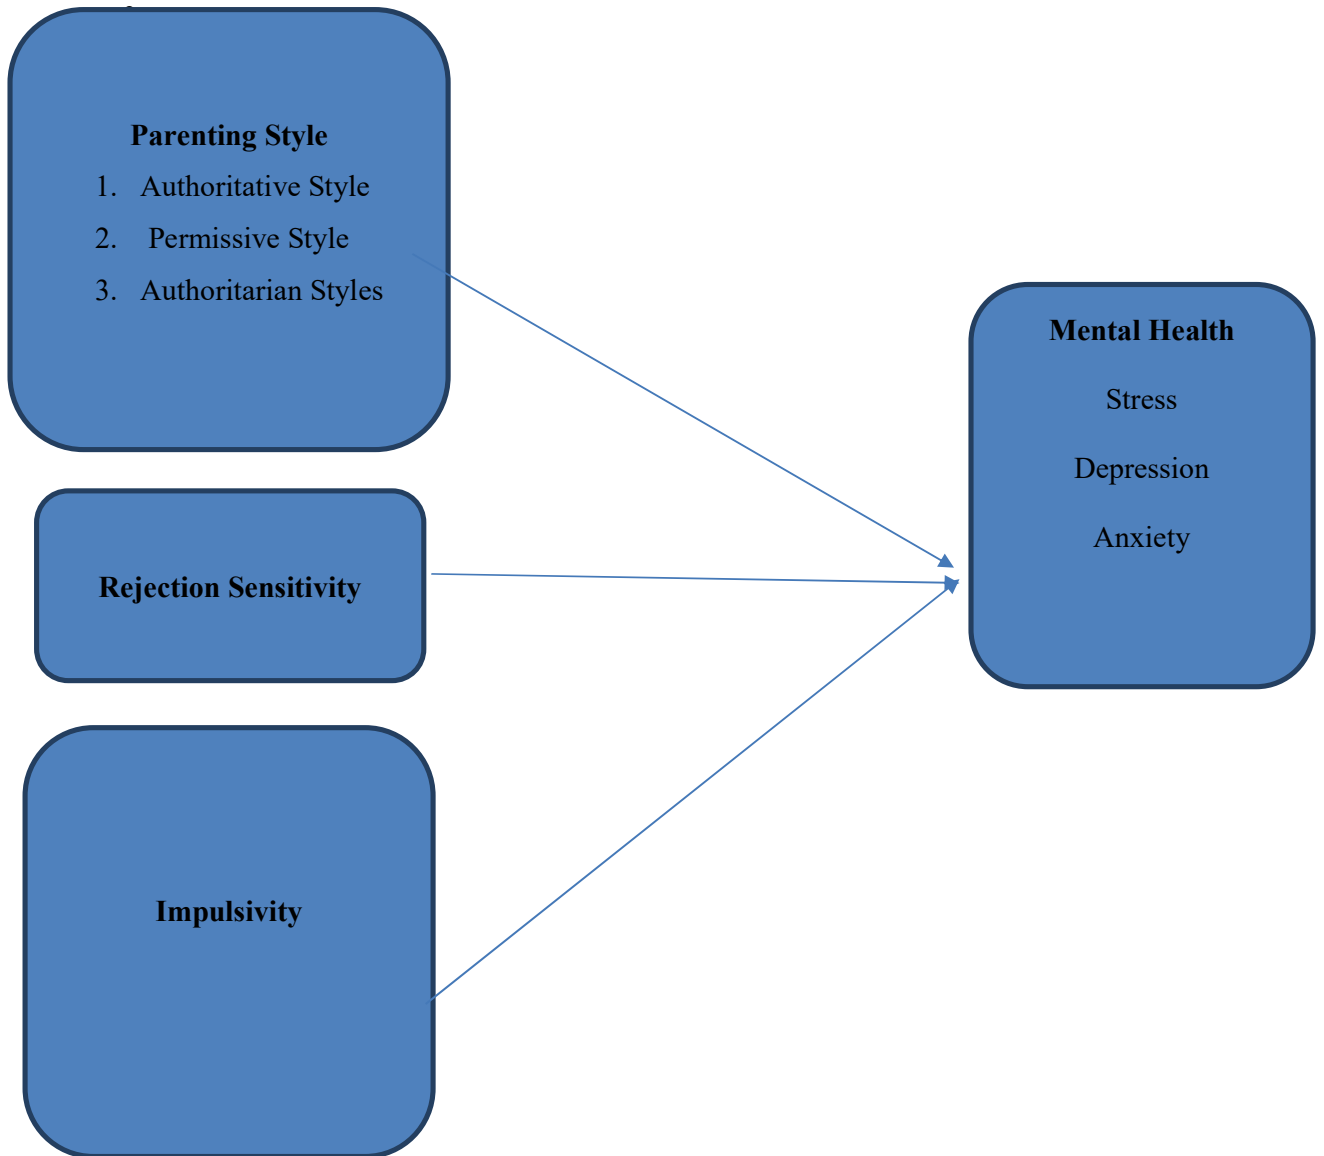 Parenting Style
1. Authoritative Style
2. Permissive Style
3. Authoritarian Styles
Mental Health
Stress
Depression
Anxiety
Rejection Sensitivity
Impulsivity